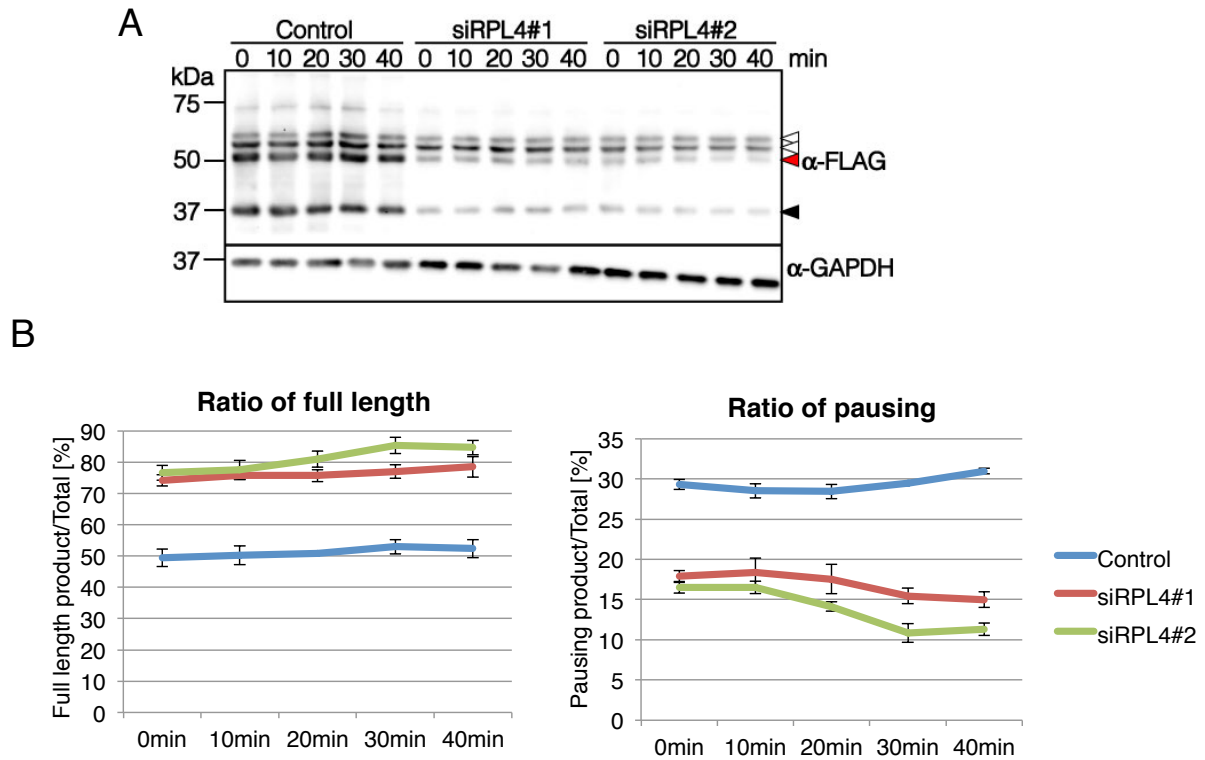 A
Control siRPL4#1 siRPL4#2
0 10 20 30 40 0 10 20 30 40 0 10 20 30 40 min
kDa
75
50
α-FLAG
37
37
α-GAPDH
B
Ratio of full length
Full length product/Total [%]
90
80
70
60
50
40
30
20
10
0
0min 10min 20min 30min 40min
Ratio of pausing
Pausing product/Total [%]
35
30
25
20
15
10
5
0
0min 10min 20min 30min 40min
Control
siRPL4#1
siRPL4#2